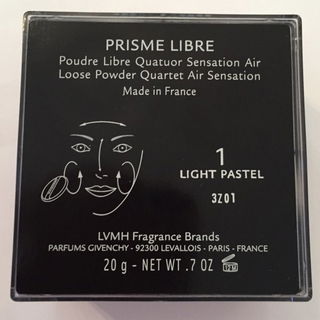 PRISME LIBRE
Poudre Libre Quatuor Sensation Air
Loose Powder Quartet Air Sensation
Made in France
1
LIGHT PASTEL
3Z01
LVMH Fragrance Brands
PARFUMS GIVENCHY - 92300 LEVALLOIS - PARIS - FRANCE
20 g - NET WT .7 OZ 12M